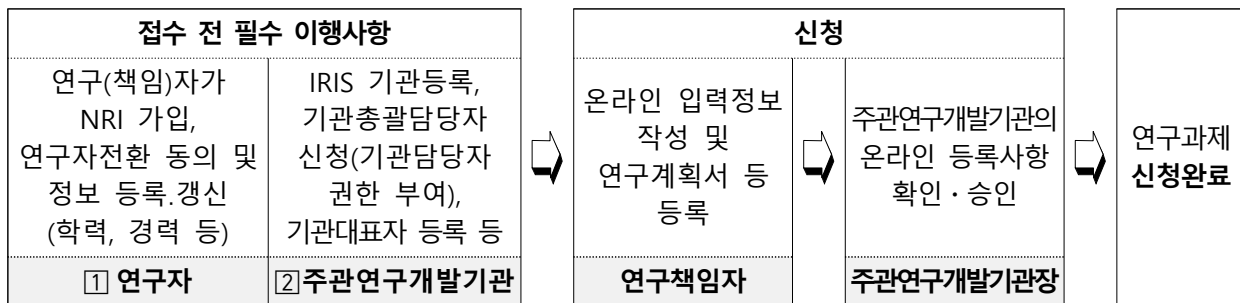 접수 전 필수 이행사항
연구(책임)자가
NRI 가입,
연구자전환 동의 및
정보 등록.갱신
(학력, 경력 등)
1 연구자
IRIS 기관등록,
기관총괄담당자
신청(기관담당자
권한 부여),
기관대표자 등록 등
2주관연구개발기관
신청
온라인 입력정보
작성 및
연구계획서 등
등록
연구책임자
주관연구개발기관의
온라인 등록사항
확인・승인
주관연구개발기관장
연구과제
신청완료